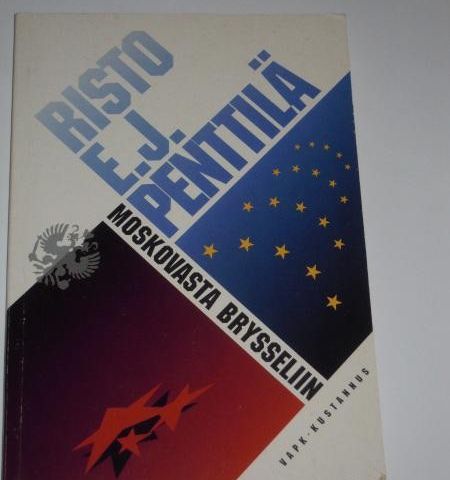 RISTO
E.J.
PENTTILÄ
MOSKOVASTA BRYSSELIIN
VAPK-KUSTANNUS